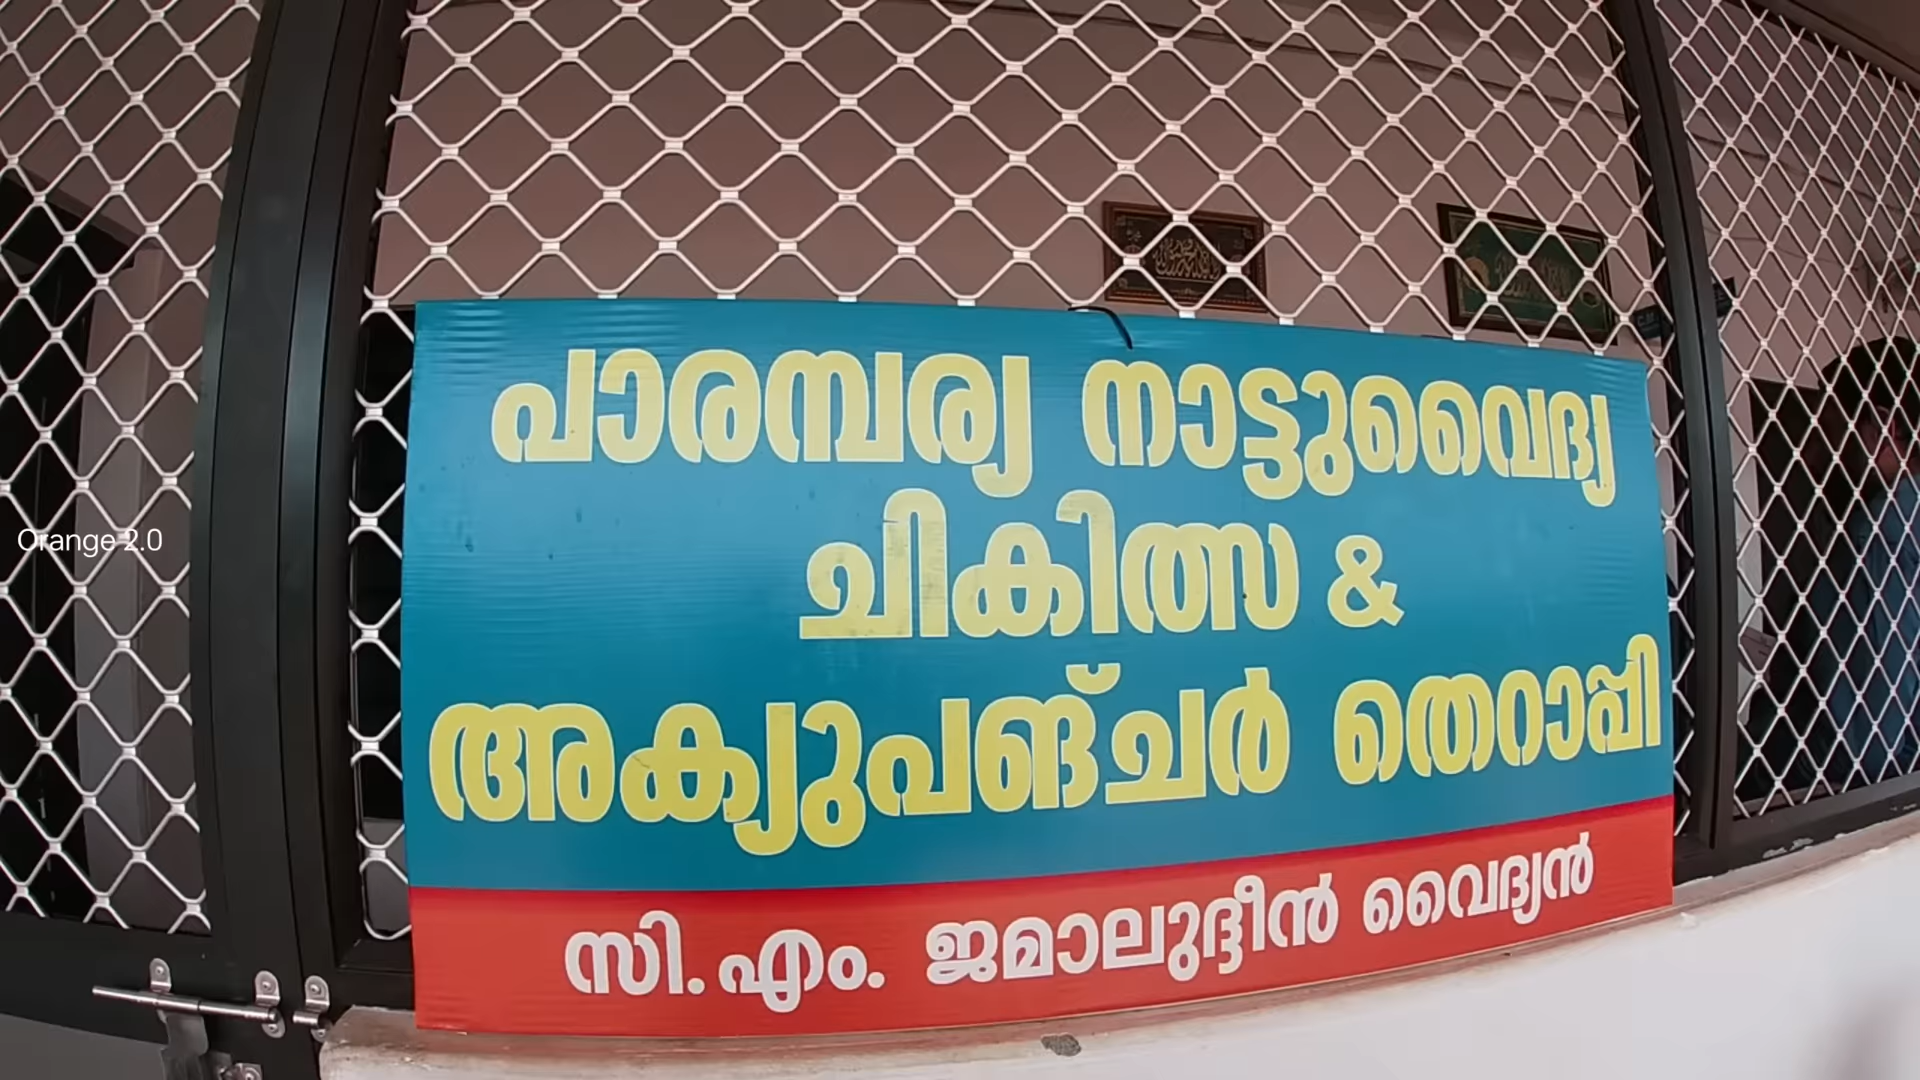 പാരമ്പര്യ നാട്ടുവൈദ്യ
ചികിത്സ &
അക്യുപങ്ചർ തെറാപ്പി
സി.എം. ജമാലുദ്ദീൻ വൈദ്യൻ
Orange 2.0